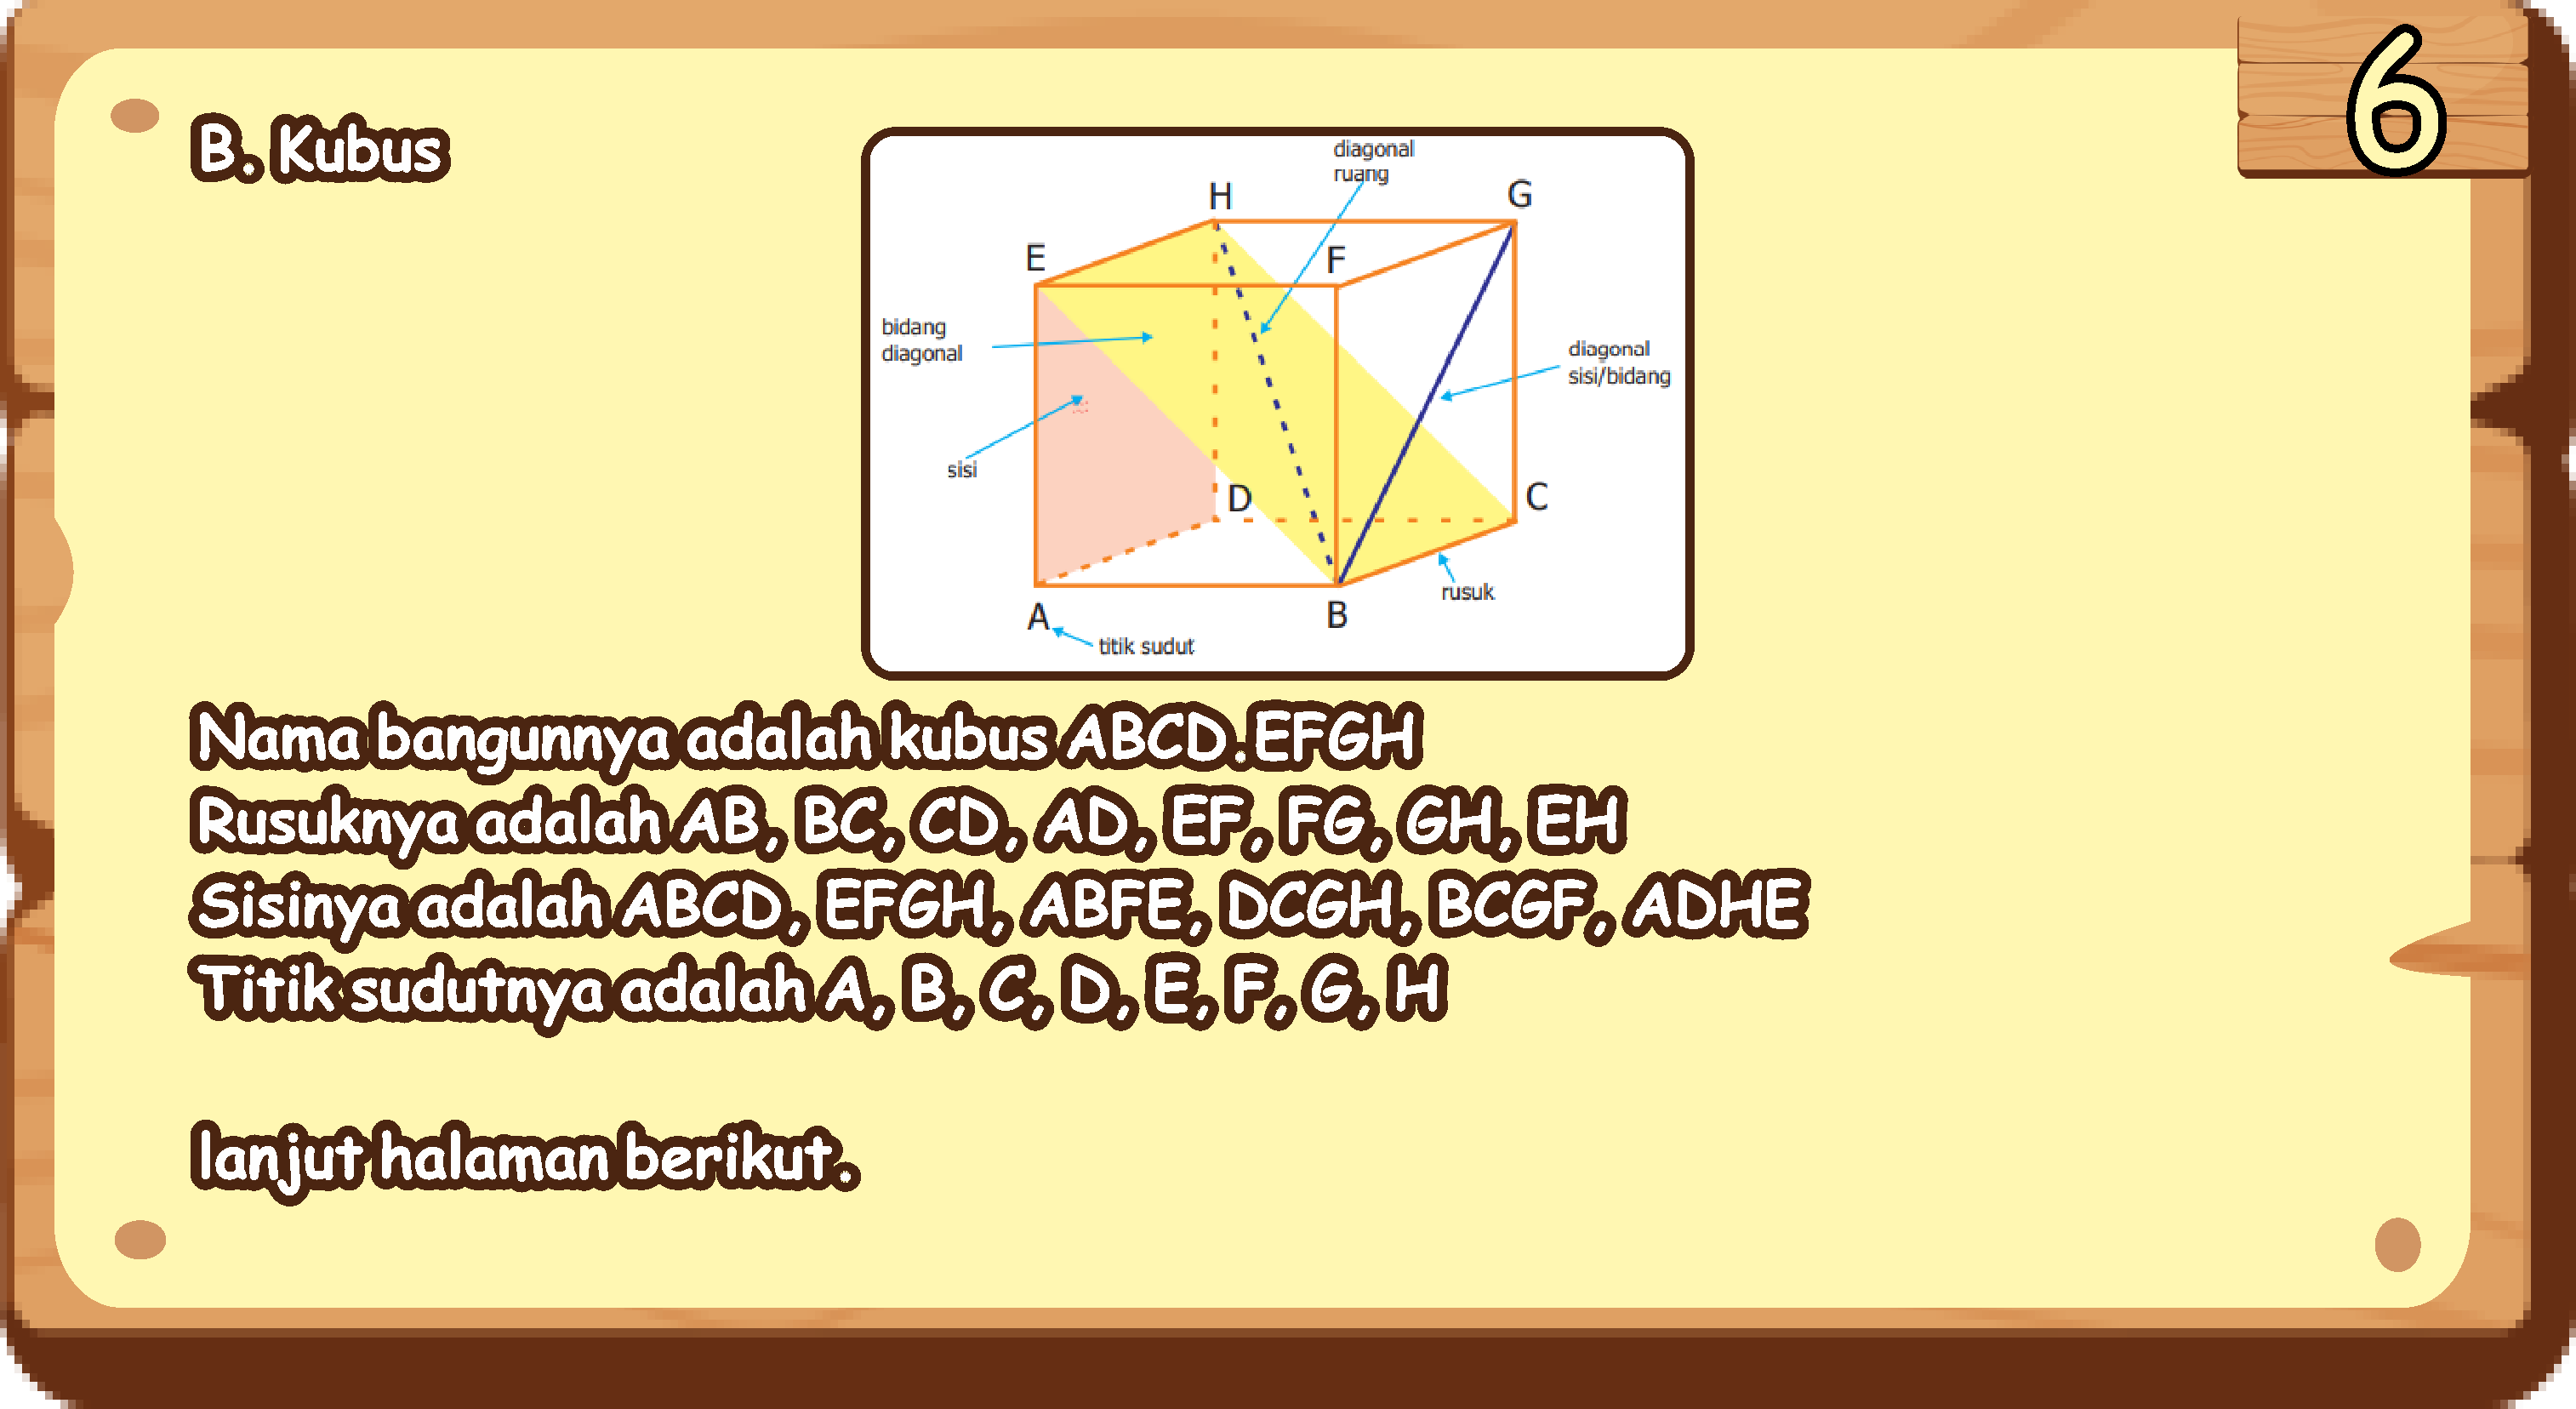 6
B. Kubus
diagonal
ruang
H
G
E
F
bidang
diagonal
diagonal
sisi/bidang
sisi
D
C
rusuk
A
B
titik sudut
Nama bangunnya adalah kubus ABCD.EFGH
Rusuknya adalah AB, BC, CD, AD, EF, FG, GH, EH
Sisinya adalah ABCD, EFGH, ABFE, DCGH, BCGF, ADHE
Titik sudutnya adalah A, B, C, D, E, F, G, H
lanjut halaman berikut.